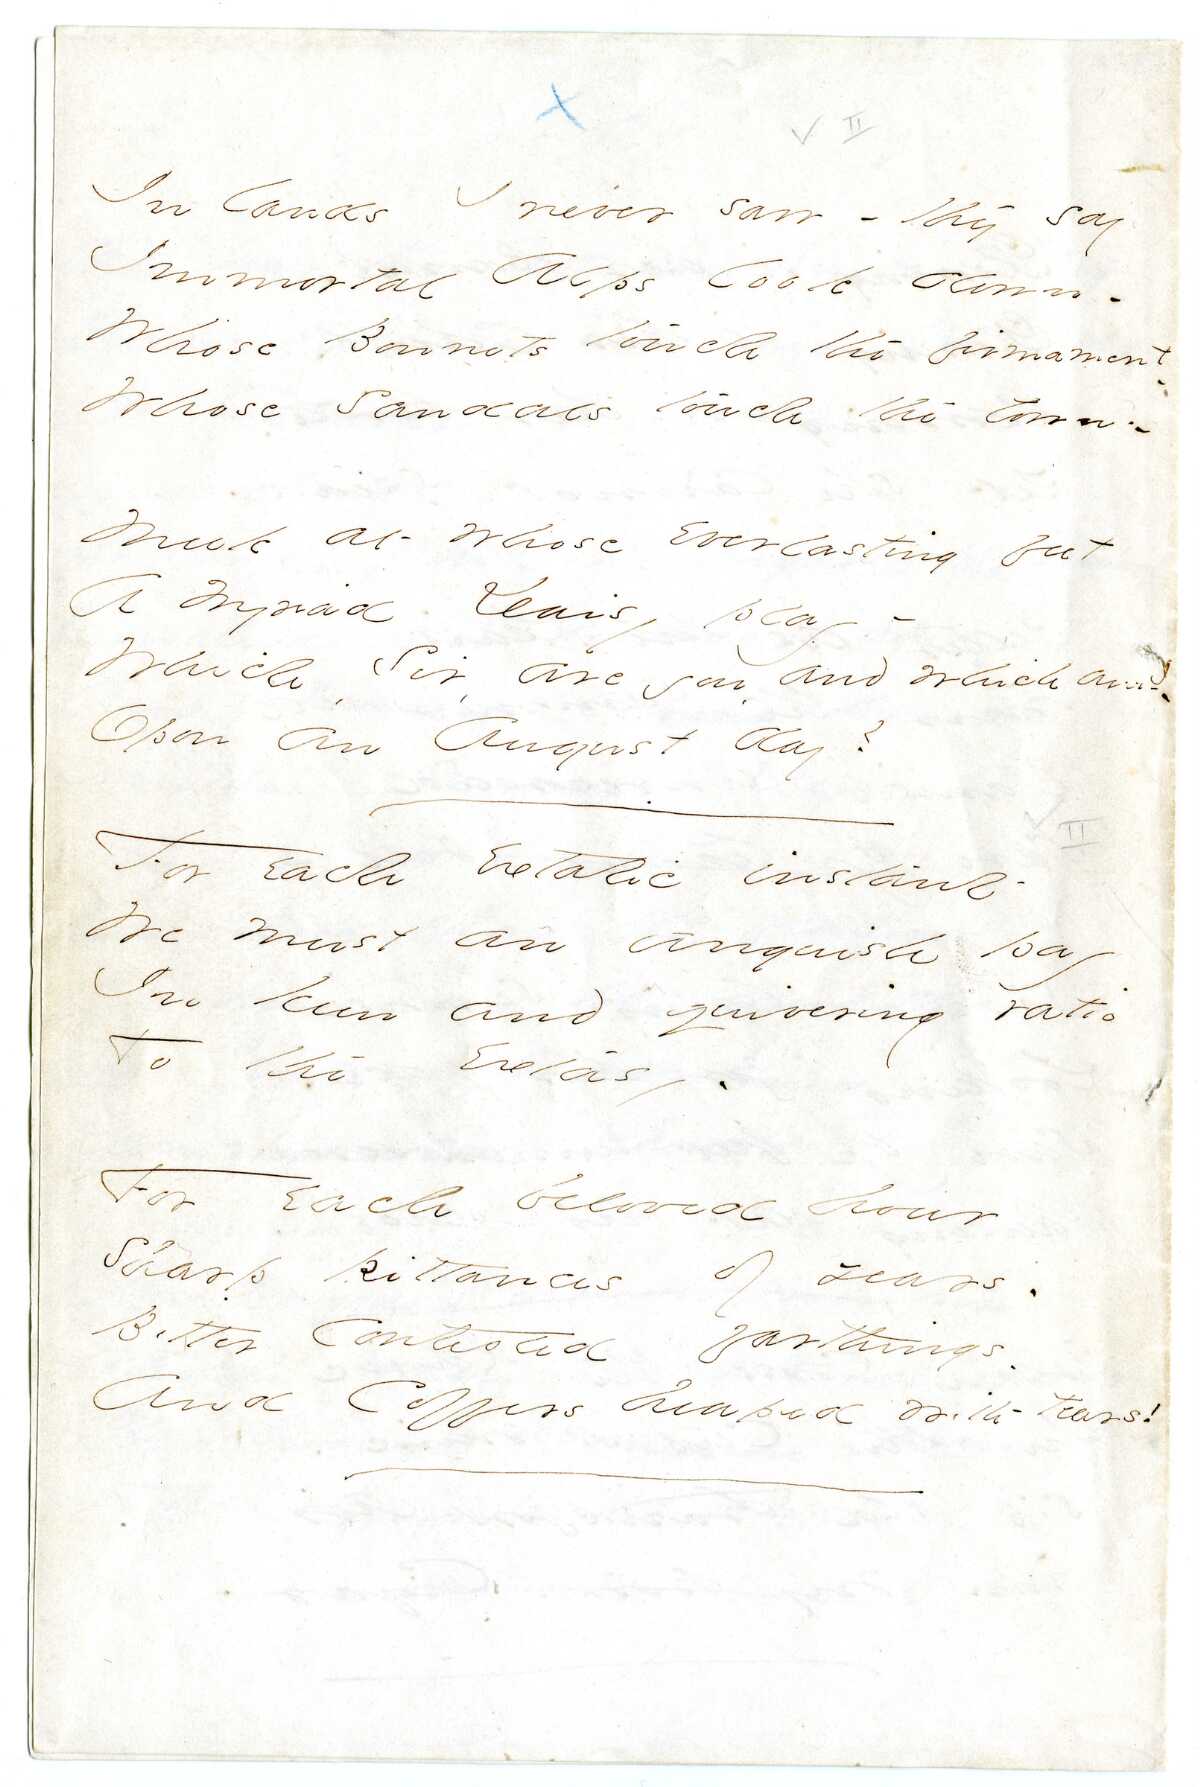 X
✓ II
In lands I never saw - they say
Immortal Alps look down -
Whose Bonnets touch the firmament -
Whose Sandals touch the town -
Meek at whose Everlasting feet
A Myriad Daisy play -
Which, Sir, are you, and which am I -
Upon an August day?
✓ II
For Each Extatic instant
We must an anguish pay
In keen and quivering ratio
To the Extasy.
For Each beloved hour
Sharp pittances of years.
Bitter contested farthings.
And Coffers heaped with tears!